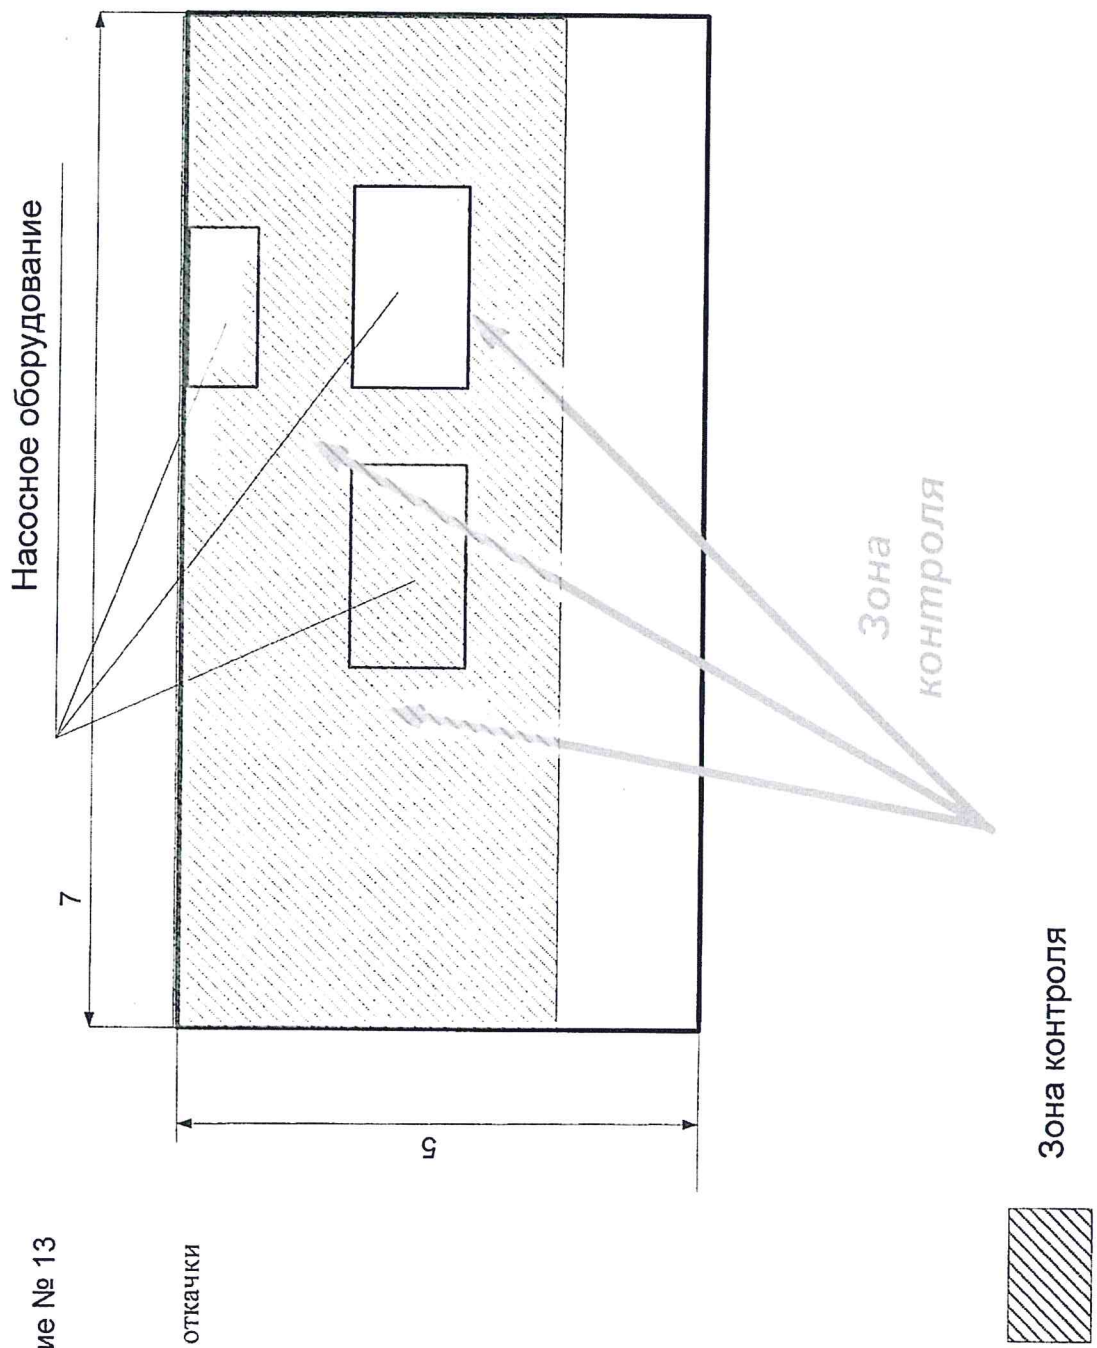 ие № 13
откачки
Насосное оборудование
7
5
Зона
контроля
Зона контроля